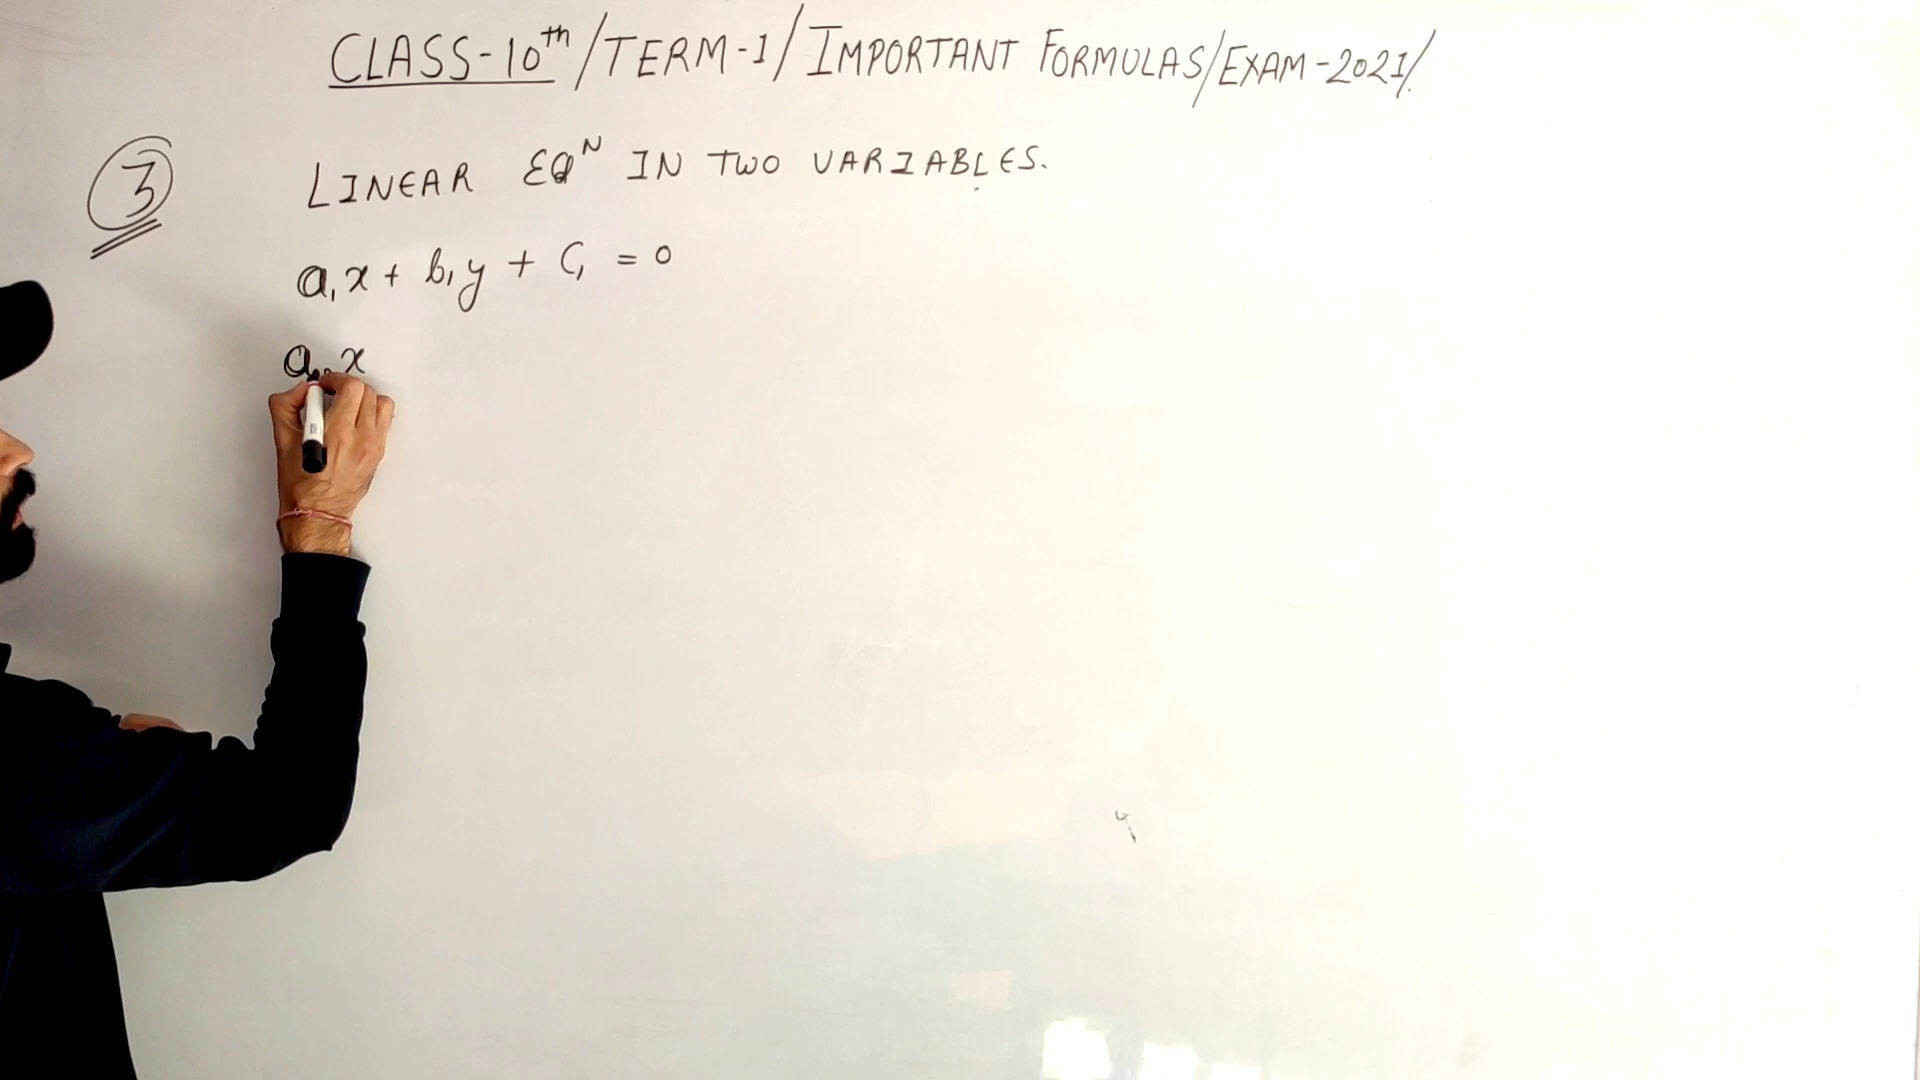 CLASS-10th/TERM-1/IMPORTANT FORMULAS/EXAM-2021/
3
LINEAR EQN IN TWO VARIABLES.
a₁x + b₁y + C₁ = 0
a₂x